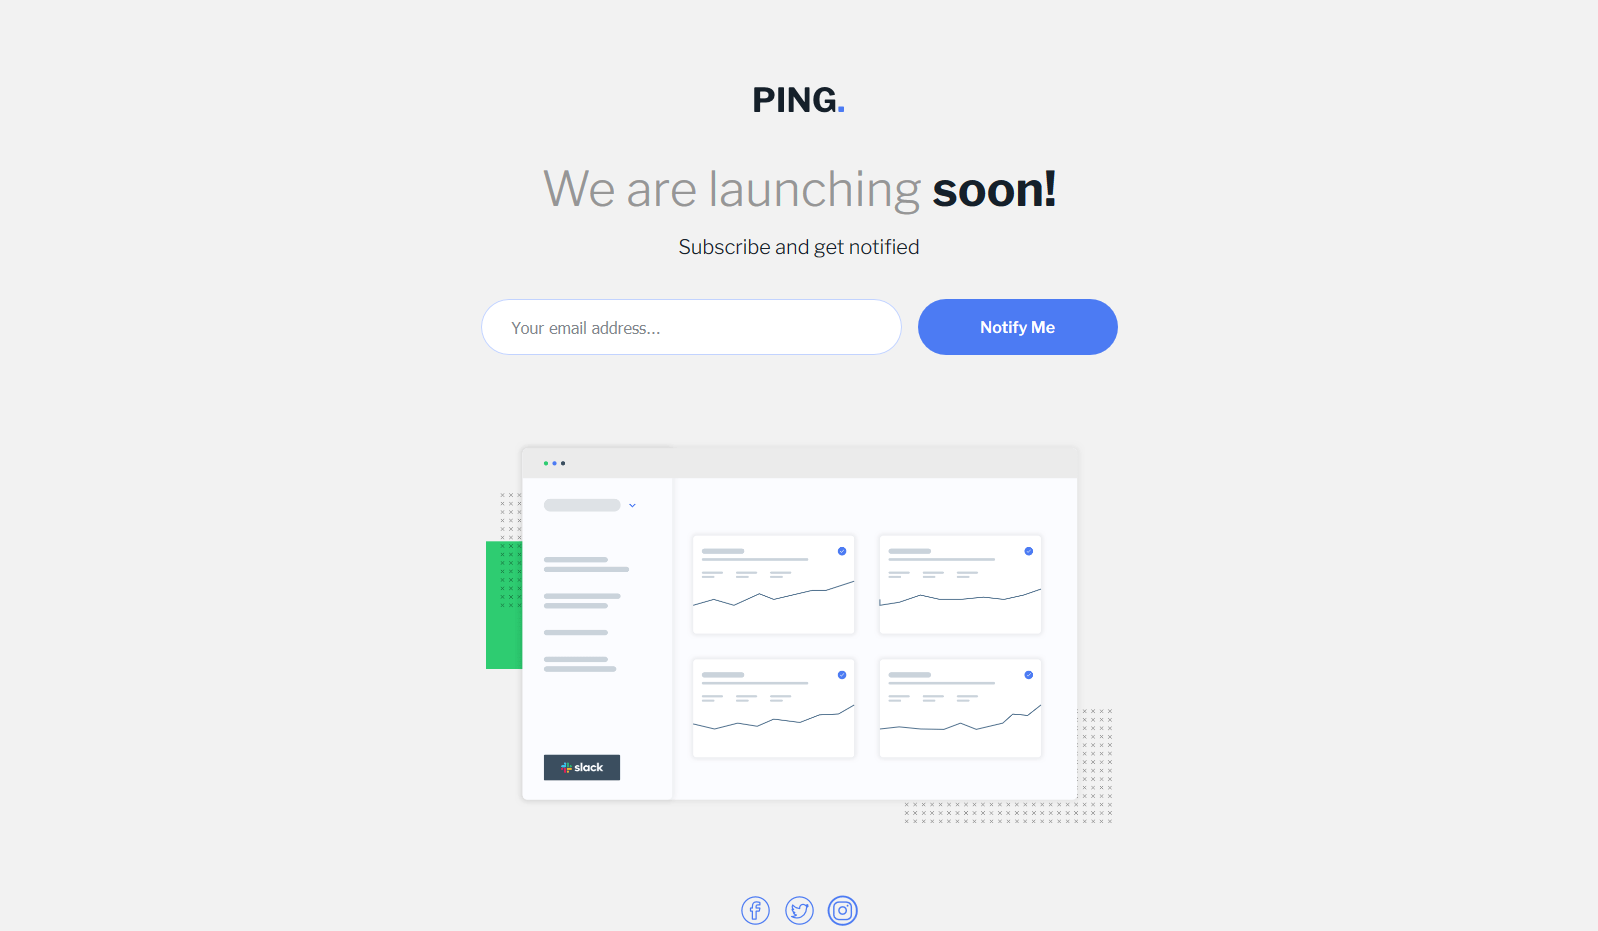 PING.
We are launching soon!
Subscribe and get notified
Your email address...
Notify Me
slack